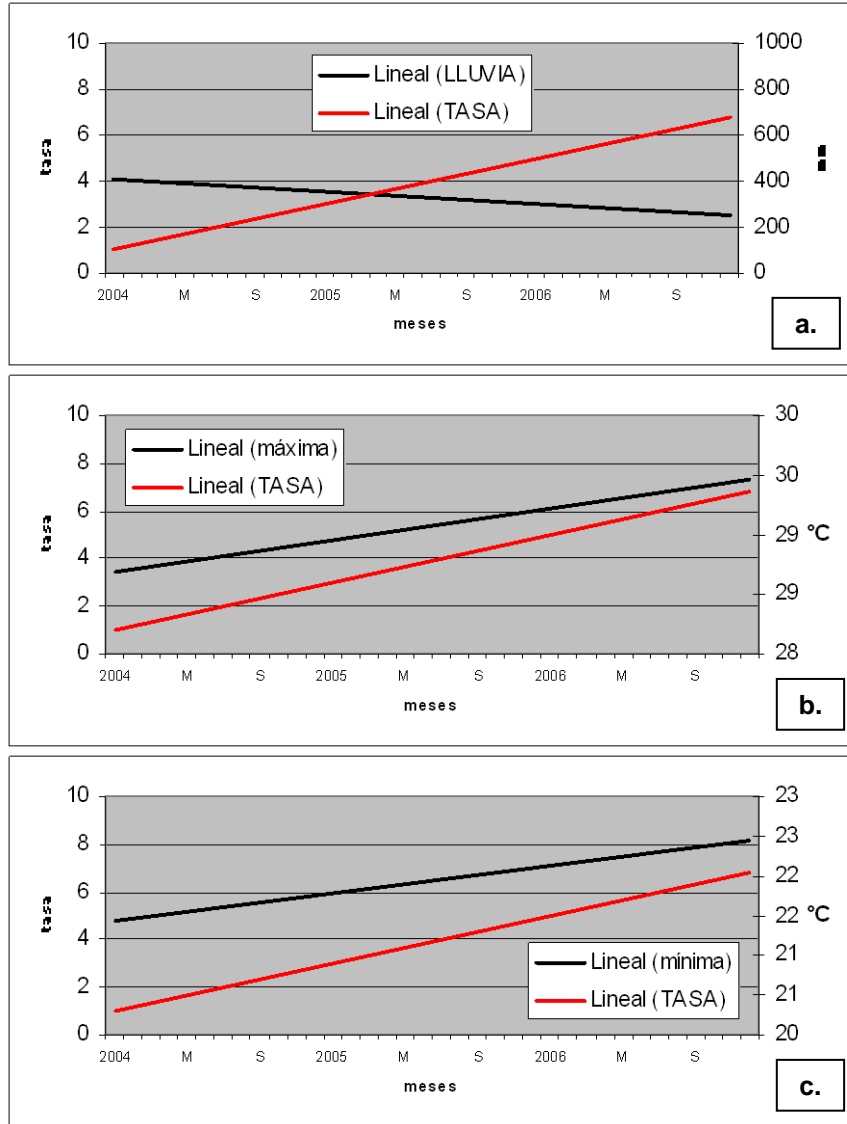 10 1000
Lineal (LLUVIA)
8 800
Lineal (TASA)
6 600
tasa
4 400
2 200
0 0
2004 M S 2005 M S 2006 M S
meses
a.
10 30
Lineal (máxima)
8 30
Lineal (TASA)
6
tasa
29 °C
4
29
2
0 28
2004 M S 2005 M S 2006 M S
meses
b.
10 23
8 23
22
6
tasa
22 °C
4
21
Lineal (mínima)
2 21
Lineal (TASA)
0 20
2004 M S 2005 M S 2006 M S
meses
c.